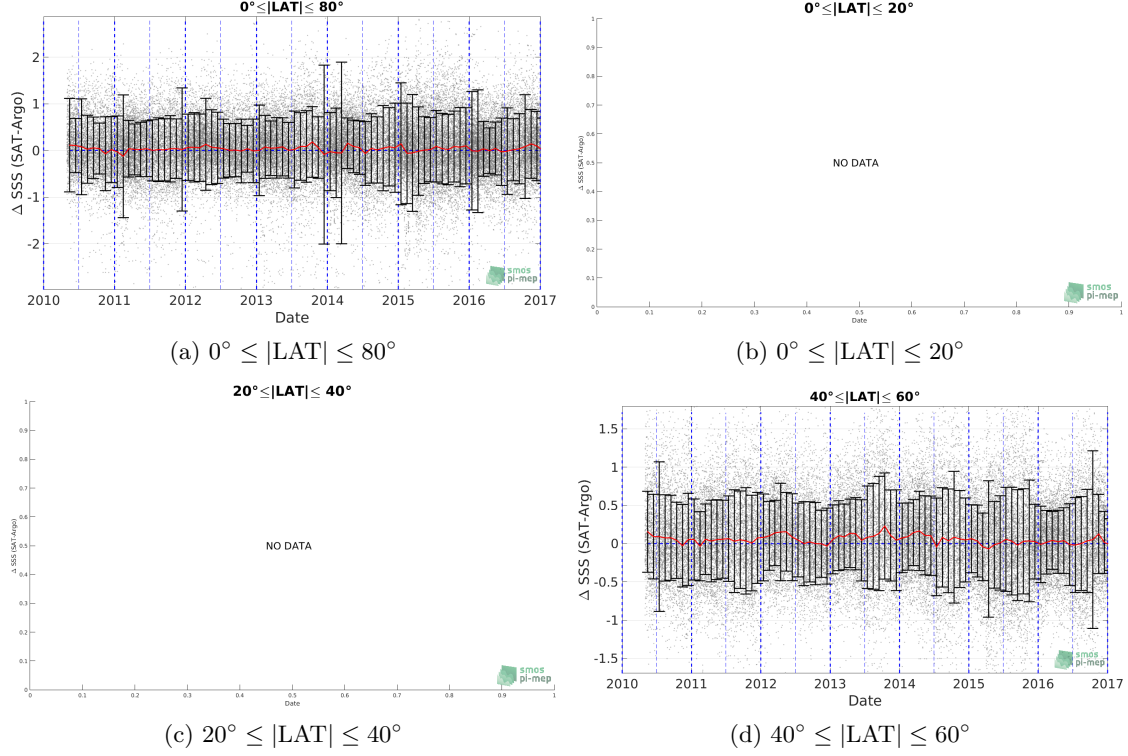 0°≤|LAT|≤ 80°
2
1
0
-1
-2
Δ SSS (SAT-Argo)
2010 2011 2012 2013 2014 2015 2016 2017
Date
smos
pi-mep
(a) 0° ≤ |LAT| ≤ 80°
0°≤|LAT|≤ 20°
1
0.9
0.8
0.7
0.6
0.5
0.4
0.3
0.2
0.1
0
Δ SSS (SAT-Argo)
NO DATA
0 0.1 0.2 0.3 0.4 0.5 0.6 0.7 0.8 0.9 1
Date
smos
pi-mep
(b) 0° ≤ |LAT| ≤ 20°
20°≤|LAT|≤ 40°
1
0.9
0.8
0.7
0.6
0.5
0.4
0.3
0.2
0.1
0
Δ SSS (SAT-Argo)
NO DATA
0 0.1 0.2 0.3 0.4 0.5 0.6 0.7 0.8 0.9 1
Date
smos
pi-mep
(c) 20° ≤ |LAT| ≤ 40°
40°≤|LAT|≤ 60°
1.5
1
0.5
0
-0.5
-1
-1.5
Δ SSS (SAT-Argo)
2010 2011 2012 2013 2014 2015 2016 2017
Date
smos
pi-mep
(d) 40° ≤ |LAT| ≤ 60°